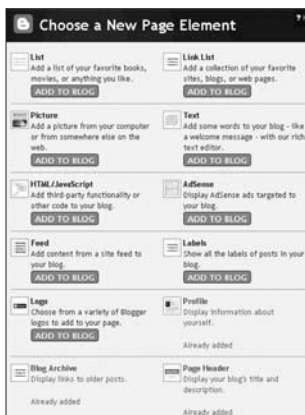 Choose a New Page Element
List
Add a list of your favorite books,
movies, or anything you like.
ADD TO BLOG
Link List
Add a collection of your favorite
sites, blogs, or web pages.
ADD TO BLOG
Picture
Add a picture from your computer
or from somewhere else on the
web.
ADD TO BLOG
Text
Add some words to your blog - like
a welcome message - with our rich
text editor.
ADD TO BLOG
HTML/JavaScript
Add third-party functionality or
other code to your blog.
ADD TO BLOG
AdSense
Display AdSense ads targeted to
your blog.
ADD TO BLOG
Feed
Add content from a site feed to
your blog.
ADD TO BLOG
Labels
Show all the labels of posts in your
blog.
ADD TO BLOG
Logo
Choose from a variety of Blogger
logos to add to your page.
ADD TO BLOG
Profile
Display information about
yourself.
Already added
Blog Archive
Display links to older posts.
Already added
Page Header
Display your blog's title and
description.
Already added